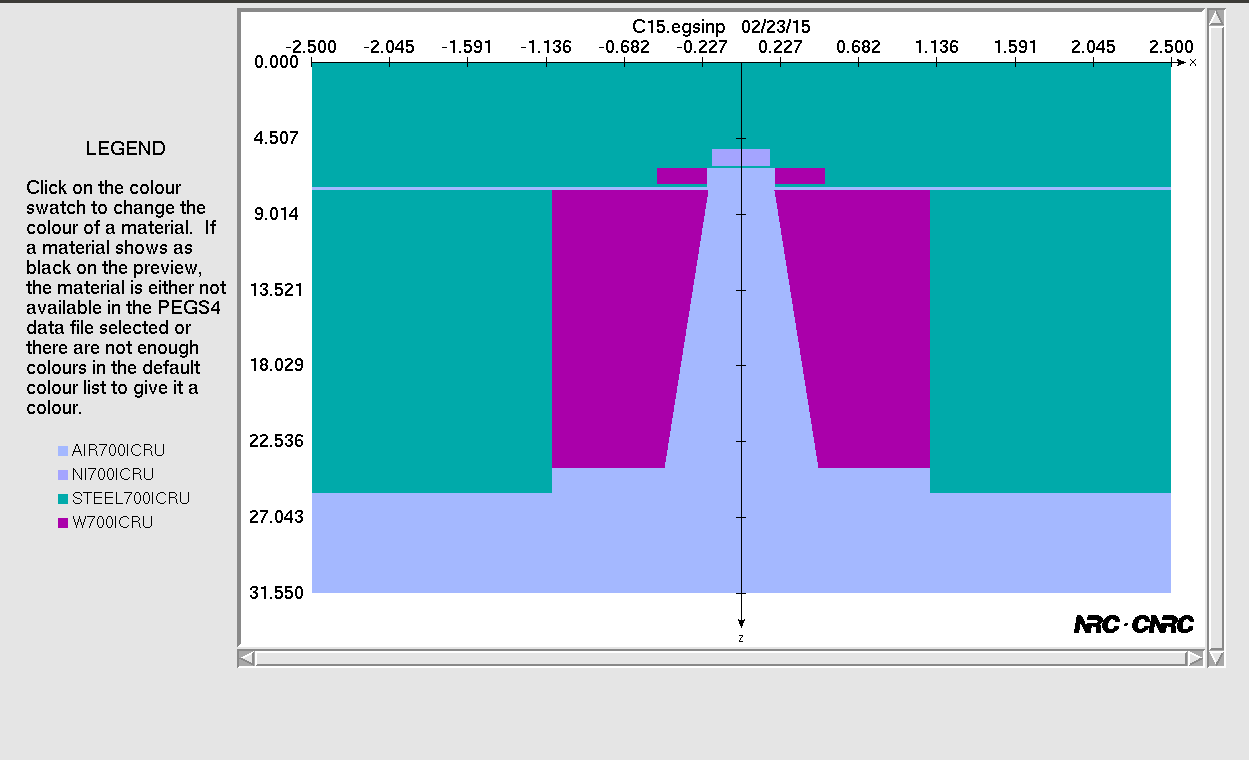 C15.egsinp 02/23/15
-2.500 -2.045 -1.591 -1.136 -0.682 -0.227 0.227 0.682 1.136 1.591 2.045 2.500
x
0.000
4.507
9.014
13.521
18.029
22.536
27.043
31.550
z
NRC·CNRC
LEGEND
Click on the colour
swatch to change the
colour of a material. If
a material shows as
black on the preview,
the material is either not
available in the PEGS4
data file selected or
there are not enough
colours in the default
colour list to give it a
colour.
AIR700ICRU
NI700ICRU
STEEL700ICRU
W700ICRU